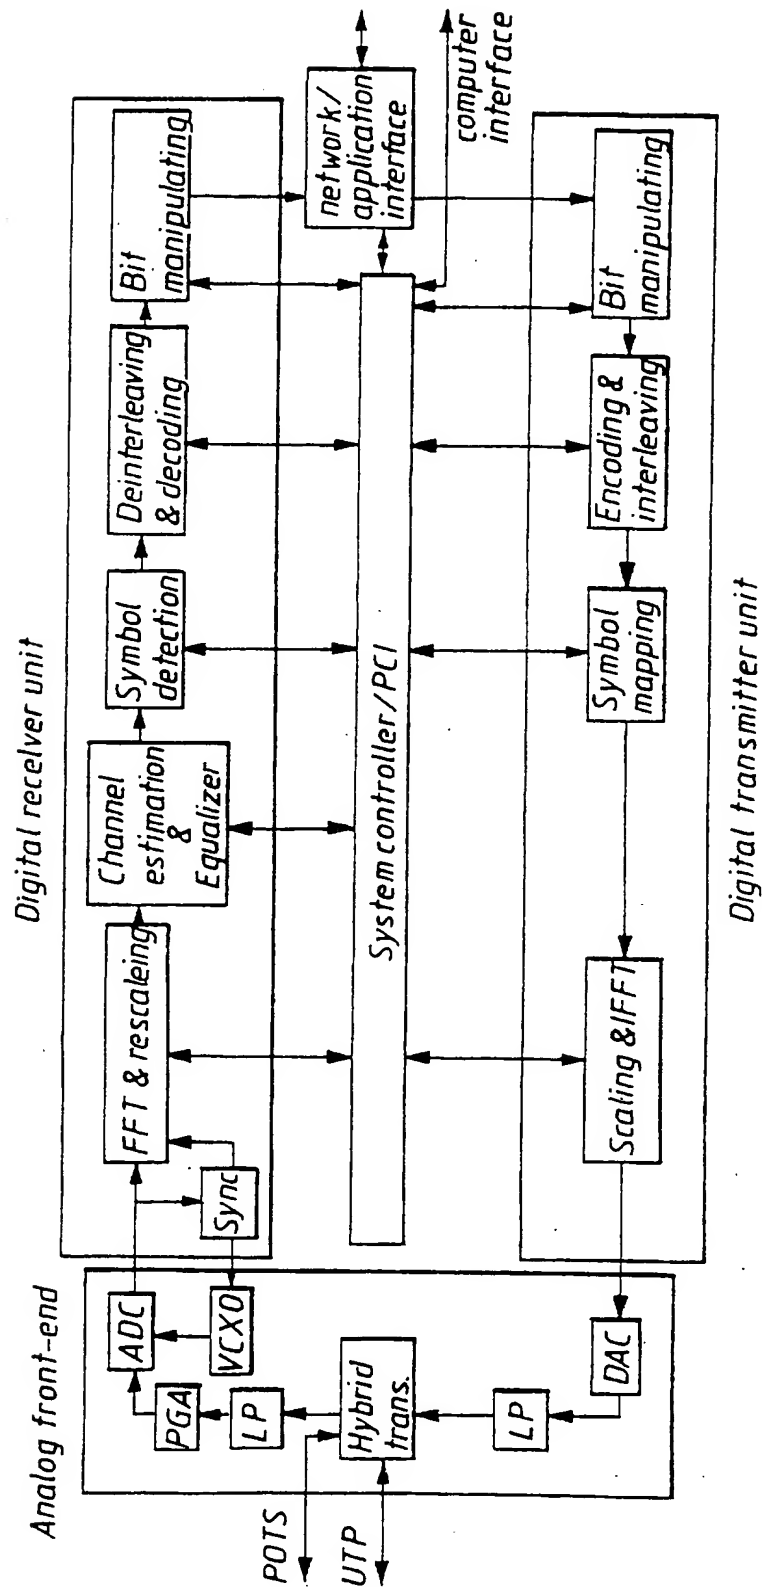 Analog front-end
Digital receiver unit
ADC
PGA
VCXO
LP
Sync
FFT & rescaleing
Channel
estimation
&
Equalizer
Symbol
detection
Deinterleaving
& decoding
Bit
manipulating
POTS
UTP
Hybrid
trans.
System controller/PCI
network/
application
interface
computer
interface
LP
DAC
Scaling & IFFT
Symbol
mapping
Encoding &
interleaving
Bit
manipulating
Digital transmitter unit